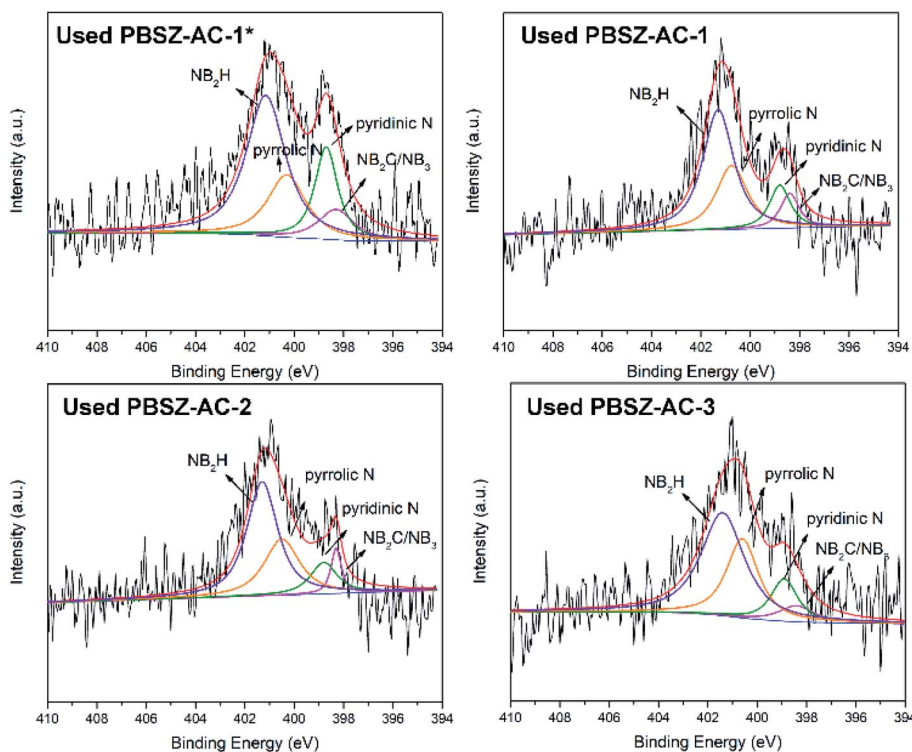 Used PBSZ-AC-1*
NB₂H
pyridinic N
pyrrolic N
NB₂C/NB₃
Intensity (a.u.)
410 408 406 404 402 400 398 396 394
Binding Energy (eV)
Used PBSZ-AC-1
NB₂H
pyrrolic N
pyridinic N
NB₂C/NB₃
Intensity (a.u.)
410 408 406 404 402 400 398 396 394
Binding Energy (eV)
Used PBSZ-AC-2
NB₂H
pyrrolic N
pyridinic N
NB₂C/NB₃
Intensity (a.u.)
410 408 406 404 402 400 398 396 394
Binding Energy (eV)
Used PBSZ-AC-3
NB₂H
pyrrolic N
pyridinic N
NB₂C/NB₃
Intensity (a.u.)
410 408 406 404 402 400 398 396 394
Binding Energy (eV)